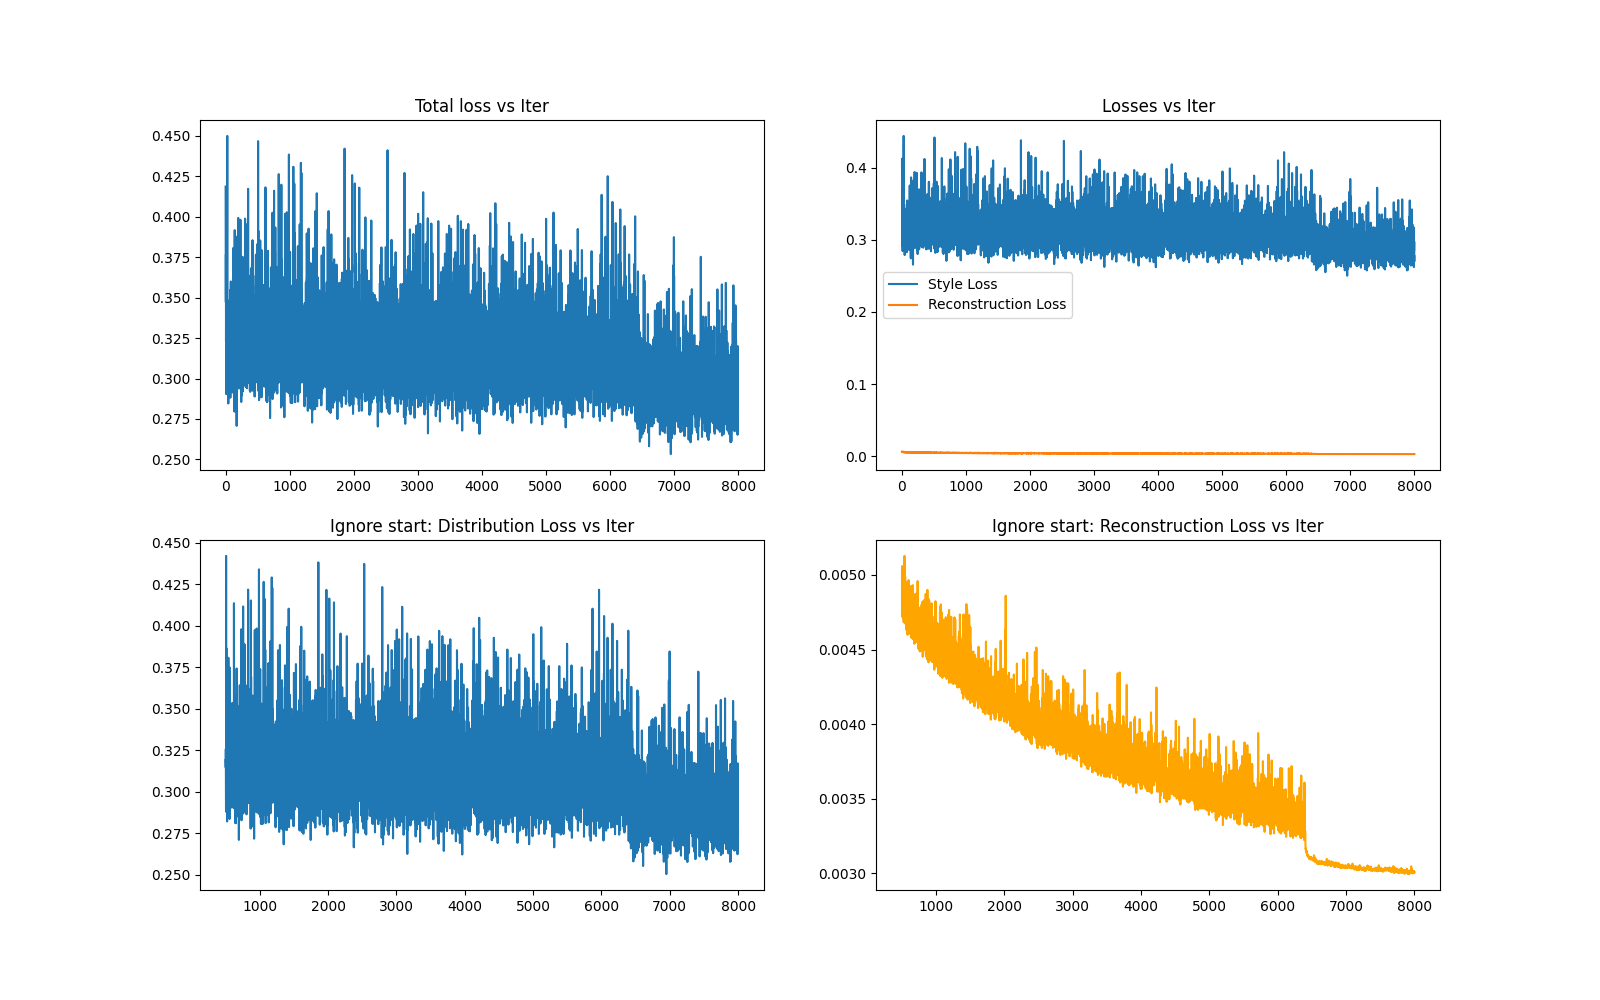 Total loss vs Iter
0.450
0.425
0.400
0.375
0.350
0.325
0.300
0.275
0.250
0 1000 2000 3000 4000 5000 6000 7000 8000
Losses vs Iter
0.4
0.3
0.2
0.1
0.0
Style Loss
Reconstruction Loss
0 1000 2000 3000 4000 5000 6000 7000 8000
Ignore start: Distribution Loss vs Iter
0.450
0.425
0.400
0.375
0.350
0.325
0.300
0.275
0.250
1000 2000 3000 4000 5000 6000 7000 8000
Ignore start: Reconstruction Loss vs Iter
0.0050
0.0045
0.0040
0.0035
0.0030
1000 2000 3000 4000 5000 6000 7000 8000